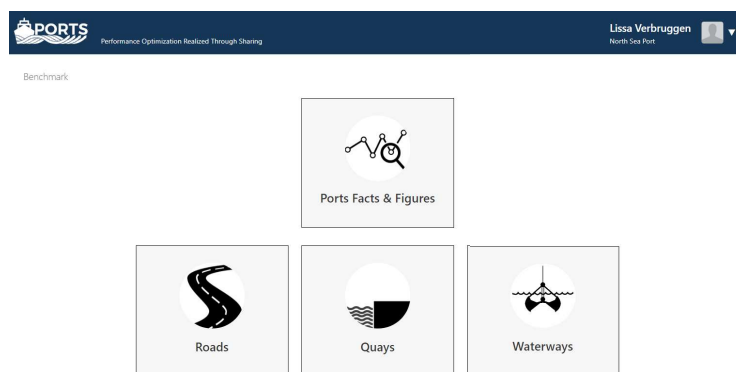 PORTS
Performance Optimization Realized Through Sharing
Lissa Verbruggen
North Sea Port
Benchmark
Ports Facts & Figures
Roads
Quays
Waterways